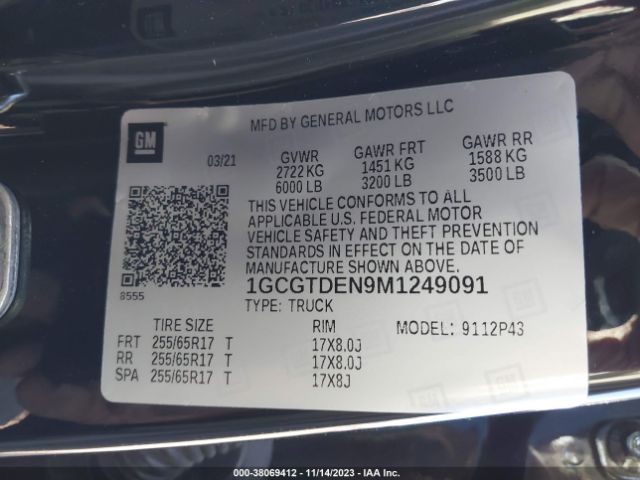 MFD BY GENERAL MOTORS LLC
GM
03/21
GVWR GAWR FRT GAWR RR
2722 KG 1451 KG 1588 KG
6000 LB 3200 LB 3500 LB
THIS VEHICLE CONFORMS TO ALL
APPLICABLE U.S. FEDERAL MOTOR
VEHICLE SAFETY AND THEFT PREVENTION
STANDARDS IN EFFECT ON THE DATE OF
MANUFACTURE SHOWN ABOVE.
8555
1GCGTDEN9M1249091
TYPE: TRUCK
TIRE SIZE RIM MODEL: 9112P43
FRT 255/65R17 T 17X8.0J
RR 255/65R17 T 17X8.0J
SPA 255/65R17 T 17X8J
000-38069412 - 11/14/2023 - IAA Inc.